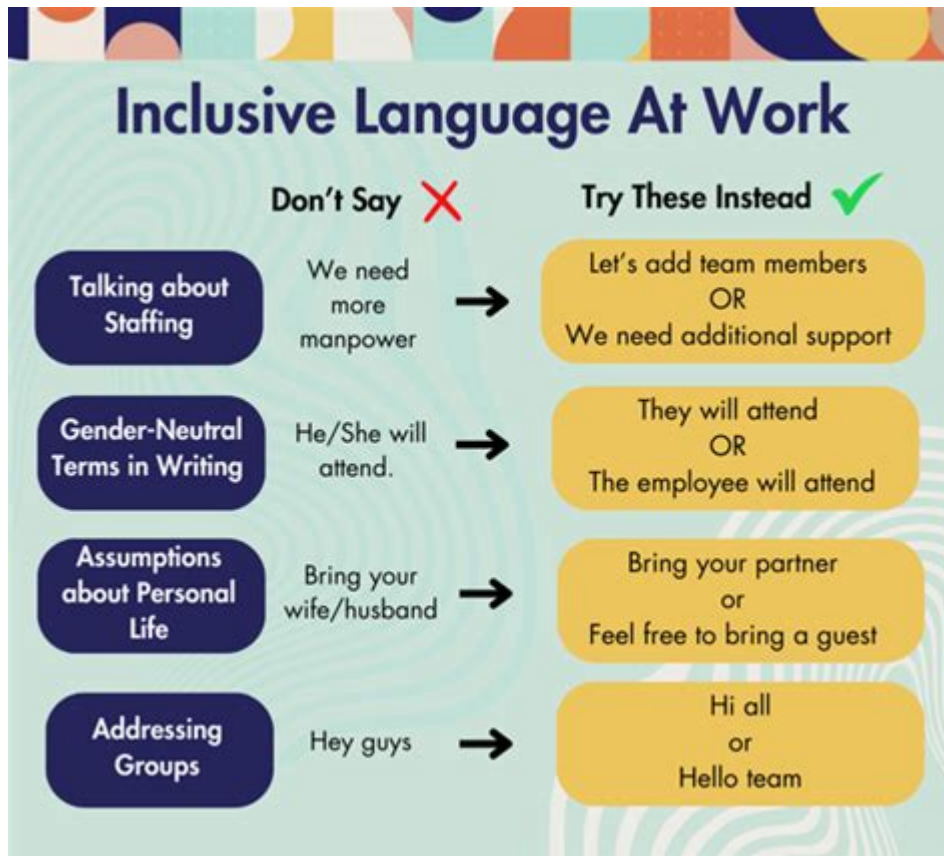 Inclusive Language At Work
Don't Say
Try These Instead
Talking about
Staffing
We need
more
manpower
Let's add team members
OR
We need additional support
Gender-Neutral
Terms in Writing
He/She will
attend.
They will attend
OR
The employee will attend
Assumptions
about Personal
Life
Bring your
wife/husband
Bring your partner
or
Feel free to bring a guest
Addressing
Groups
Hey guys
Hi all
or
Hello team